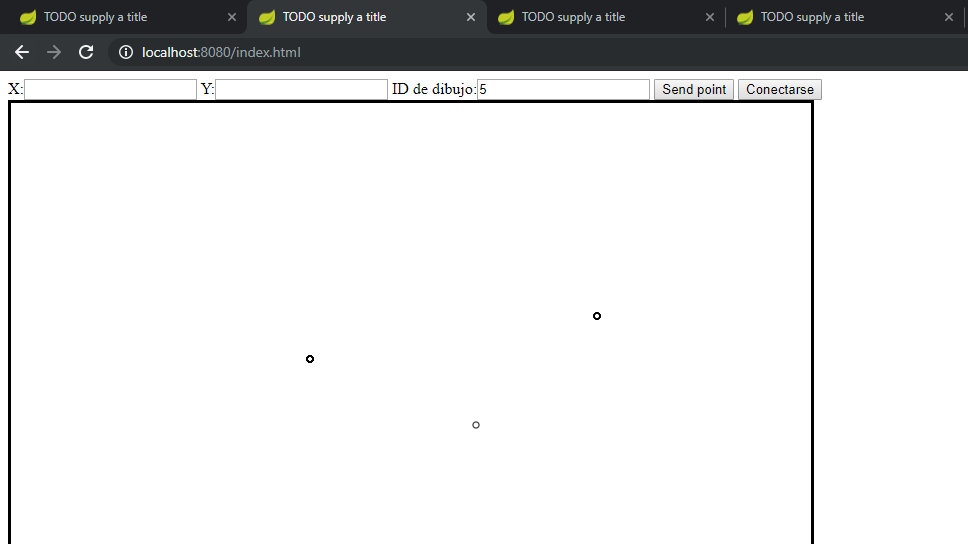 TODO supply a title TODO supply a title TODO supply a title TODO supply a title
localhost:8080/index.html
X: Y: ID de dibujo:5 Send point Conectarse